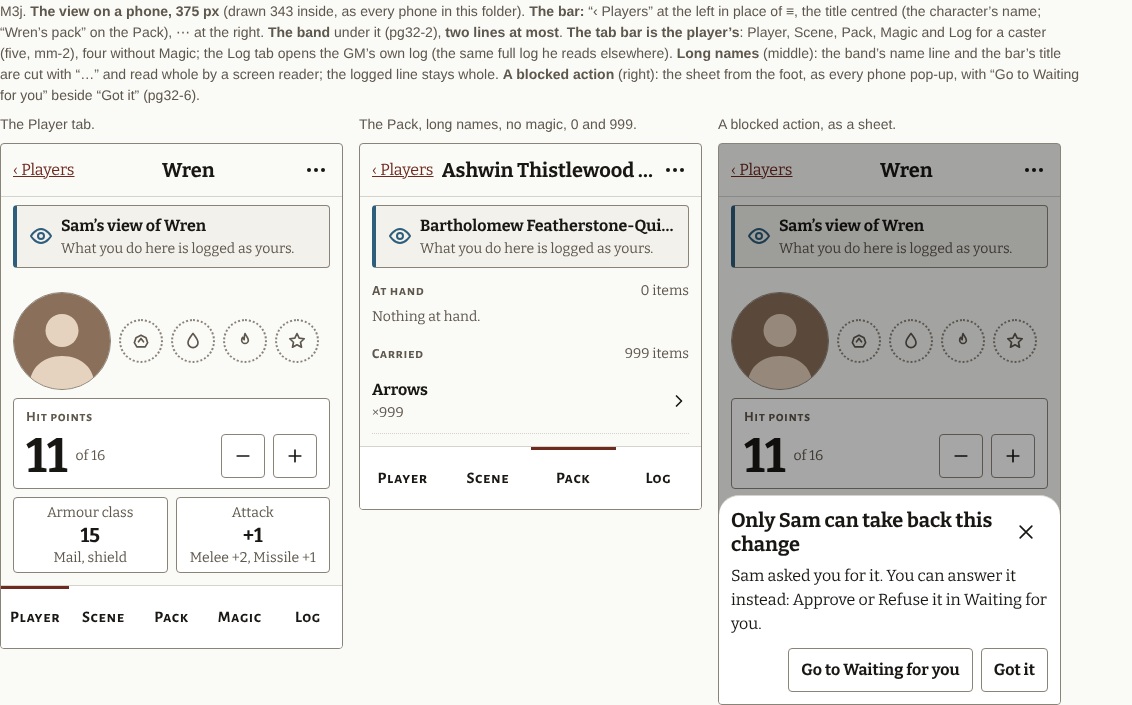 M3j. The view on a phone, 375 px (drawn 343 inside, as every phone in this folder). The bar: “‹ Players” at the left in place of ≡, the title centred (the character’s name;
“Wren’s pack” on the Pack), ⋯ at the right. The band under it (pg32-2), two lines at most. The tab bar is the player’s: Player, Scene, Pack, Magic and Log for a caster
(five, mm-2), four without Magic; the Log tab opens the GM’s own log (the same full log he reads elsewhere). Long names (middle): the band’s name line and the bar’s title
are cut with “…” and read whole by a screen reader; the logged line stays whole. A blocked action (right): the sheet from the foot, as every phone pop-up, with “Go to Waiting
for you” beside “Got it” (pg32-6).
The Player tab.
‹ Players Wren ⋯
Sam’s view of Wren
What you do here is logged as yours.
Hit points
11 of 16 − +
Armour class
15
Mail, shield
Attack
+1
Melee +2, Missile +1
Player Scene Pack Magic Log
The Pack, long names, no magic, 0 and 999.
‹ Players Ashwin Thistlewood … ⋯
Bartholomew Featherstone-Qui…
What you do here is logged as yours.
At hand 0 items
Nothing at hand.
Carried 999 items
Arrows
×999
Player Scene Pack Log
A blocked action, as a sheet.
‹ Players Wren ⋯
Sam’s view of Wren
What you do here is logged as yours.
Hit points
11 of 16 − +
Only Sam can take back this
change
Sam asked you for it. You can answer it
instead: Approve or Refuse it in Waiting for
you.
Go to Waiting for you Got it